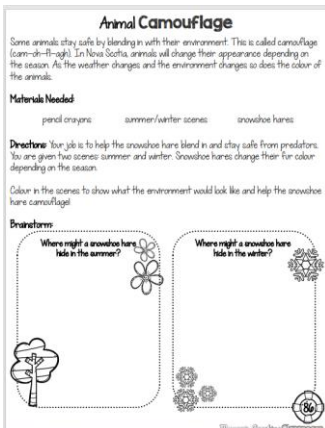 Animal Camouflage
Some animals stay safe by blending in with their environment. This is called camouflage
(cam-oh-fl-agh). In Nova Scotia, animals will change their appearance depending on
the season. As the weather changes and the environment changes so does the colour of
the animals.
Materials Needed:
pencil crayons summer/winter scenes snowshoe hares
Directions: Your job is to help the snowshoe hare blend in and stay safe from predators.
You are given two scenes: summer and winter. Snowshoe hares change their fur colour
depending on the season.
Colour in the scenes to show what the environment would look like and help the snowshoe
hare camouflage!
Brainstorm:
Where might a snowshoe hare
hide in the summer?
Where might a snowshoe hare
hide in the winter?
86